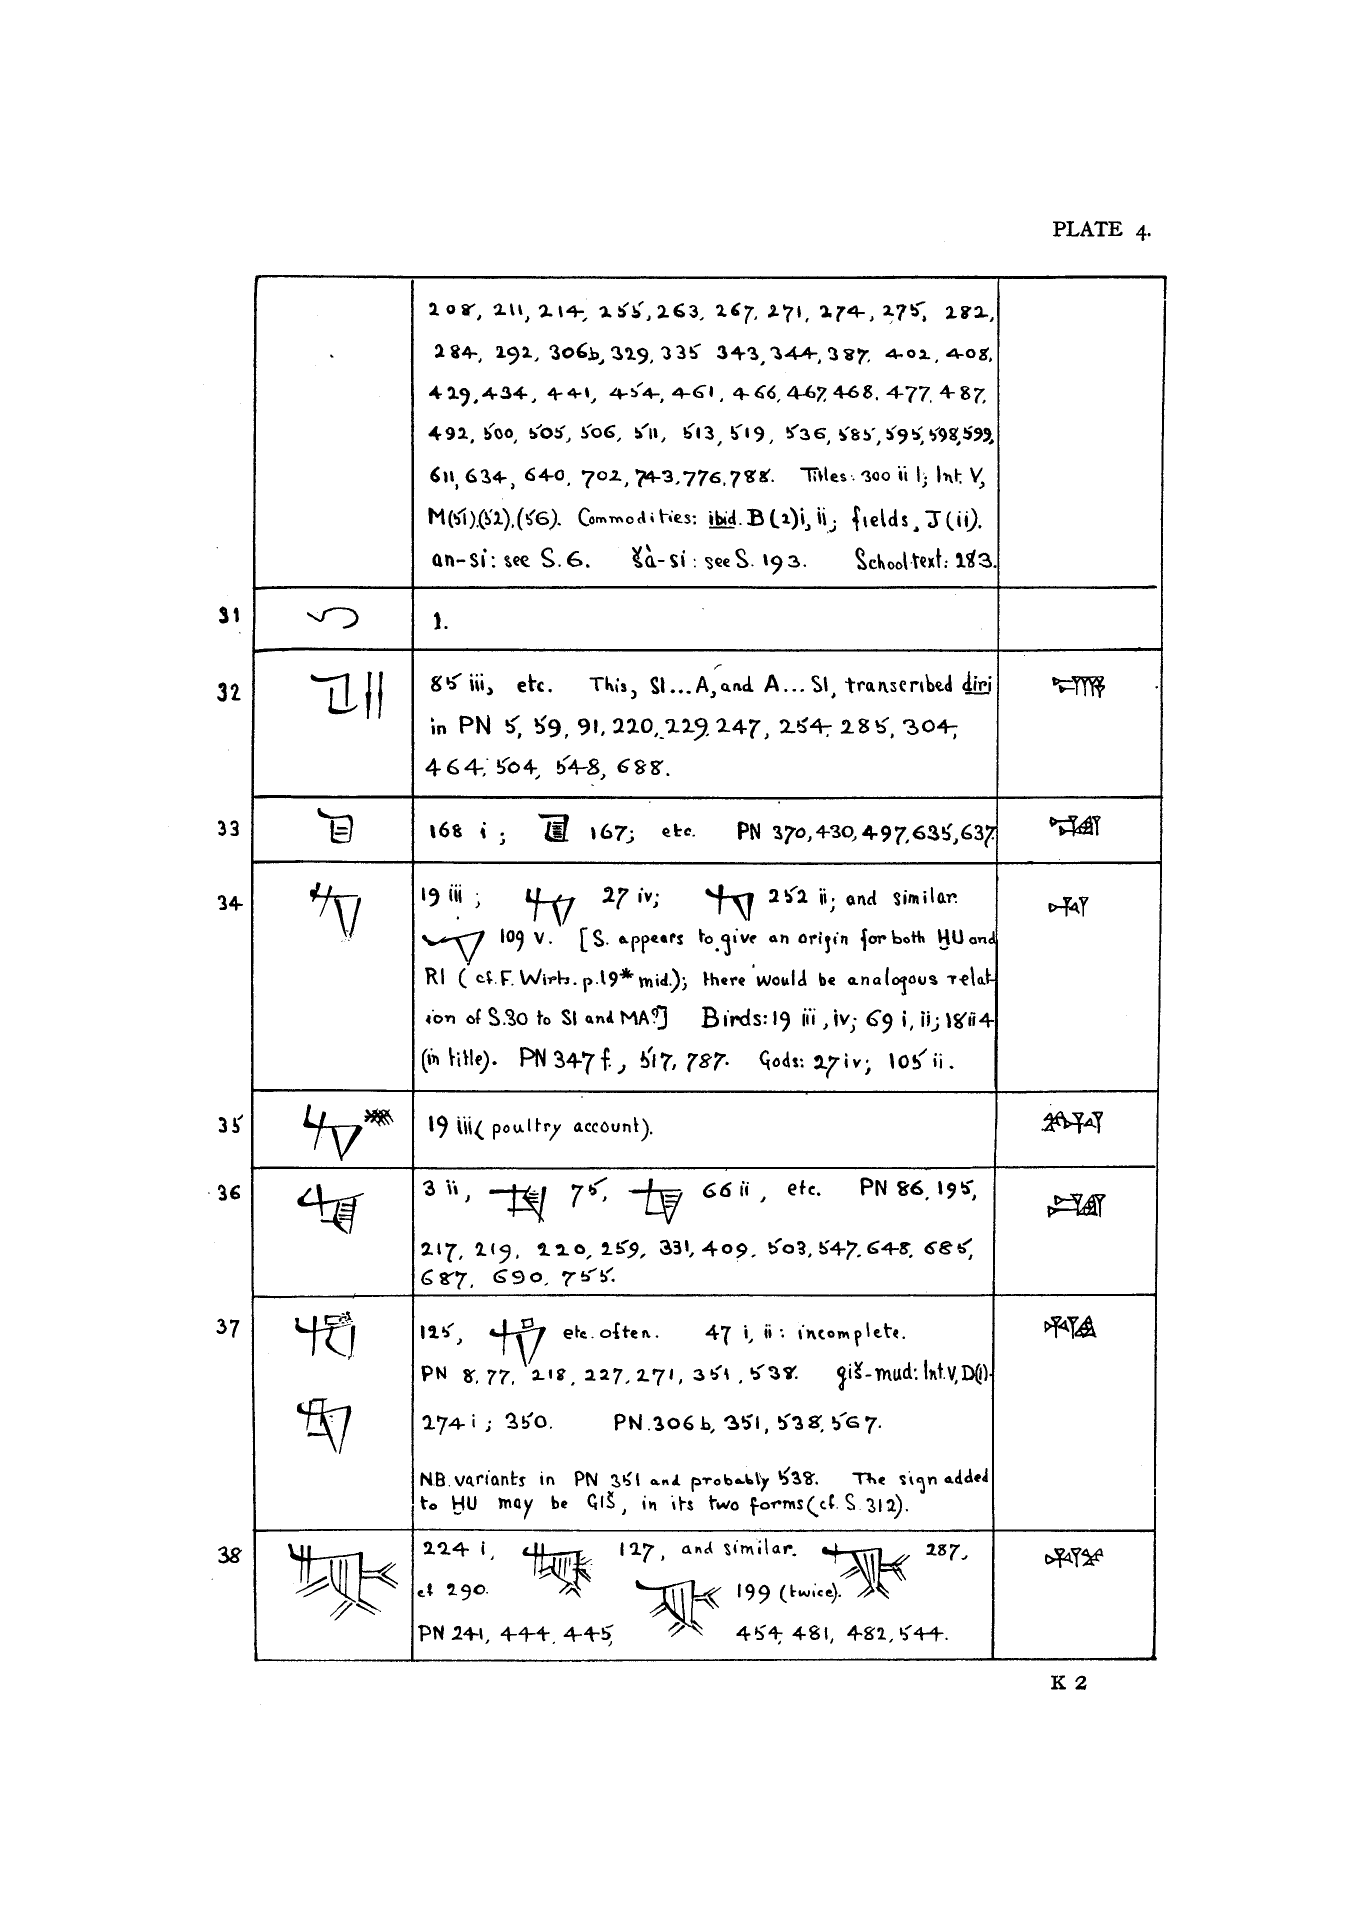 PLATE 4.
208, 211, 214, 255, 263, 267, 271, 274, 275, 282,
284, 292, 306b, 329, 335 343, 344, 387, 402, 408,
429, 434, 441, 454, 461, 466, 467, 468, 477, 487,
492, 500, 505, 506, 511, 513, 519, 536, 585, 595, 598, 599,
611, 634, 640, 702, 743, 776, 788. Titles: 300 ii 1; Int. V,
M(51).(52).(56). Commodities: ibid. B(2)i, ii; fields, J(ii).
an-si: see S. 6. šà-si: see S. 193. School text: 283.
31 1.
32 85 iii, etc. This, SI...A, and A...SI, transcribed diri
in PN 5, 59, 91, 220, 229, 247, 254, 285, 304,
464, 504, 548, 688.
33 168 i; 167; etc. PN 370, 430, 497, 635, 637.
34 19 iii; 27 iv; 252 ii; and similar.
109 v. [S. appears to give an origin for both ḪU and
RI (cf. F. Wirts. p. 19* mid.); there would be analogous relat-
ion of S.30 to SI and MA?] Birds: 19 iii, iv; 69 i, ii; 18 ii 4
(in title). PN 347 f., 517, 787. Gods: 27 iv; 105 ii.
35 19 iii (poultry account).
36 3 ii, 75, 66 ii, etc. PN 86, 195,
217, 219, 220, 259, 331, 409, 503, 547, 648, 685,
687, 690, 755.
37 125, etc. often. 47 i, ii: incomplete.
PN 8, 77, 218, 227, 271, 351, 538. giš-mud: Int. V, D(i).
274 i; 350. PN. 306 b, 351, 538, 567.
NB. variants in PN 351 and probably 538. The sign added
to ḪU may be GIŠ, in its two forms (cf. S. 312).
38 224 i, 127, and similar. 287,
cf 290. 199 (twice).
PN 241, 444, 445, 454, 481, 482, 544.
K 2